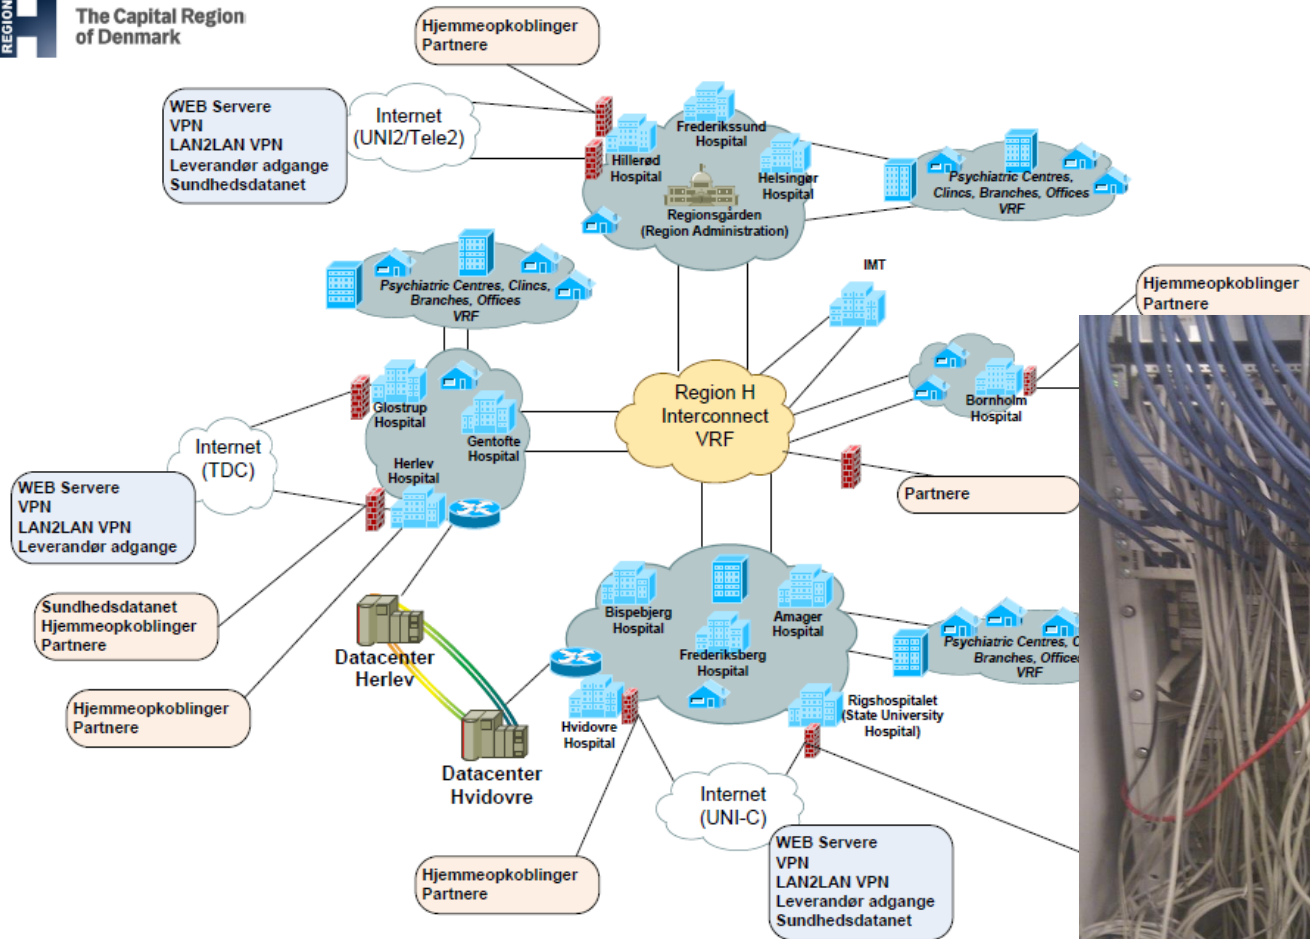 REGION
The Capital Region
of Denmark
Hjemmeopkoblinger
Partnere
WEB Servere
VPN
LAN2LAN VPN
Leverandør adgange
Sundhedsdatanet
Internet
(UNI2/Tele2)
Frederikssund
Hospital
Hillerød
Hospital
Helsingør
Hospital
Regionsgården
(Region Administration)
Psychiatric Centres,
Clincs, Branches, Offices
VRF
Psychiatric Centres, Clincs,
Branches, Offices
VRF
IMT
Hjemmeopkoblinger
Partnere
Region H
Interconnect
VRF
Bornholm
Hospital
Glostrup
Hospital
Gentofte
Hospital
Herlev
Hospital
Internet
(TDC)
WEB Servere
VPN
LAN2LAN VPN
Leverandør adgange
Partnere
Sundhedsdatanet
Hjemmeopkoblinger
Partnere
Hjemmeopkoblinger
Partnere
Datacenter
Herlev
Datacenter
Hvidovre
Bispebjerg
Hospital
Amager
Hospital
Frederiksberg
Hospital
Hvidovre
Hospital
Rigshospitalet
(State University
Hospital)
Psychiatric Centres,
Branches,
VRF
Internet
(UNI-C)
Hjemmeopkoblinger
Partnere
WEB Servere
VPN
LAN2LAN VPN
Leverandør adgange
Sundhedsdatanet